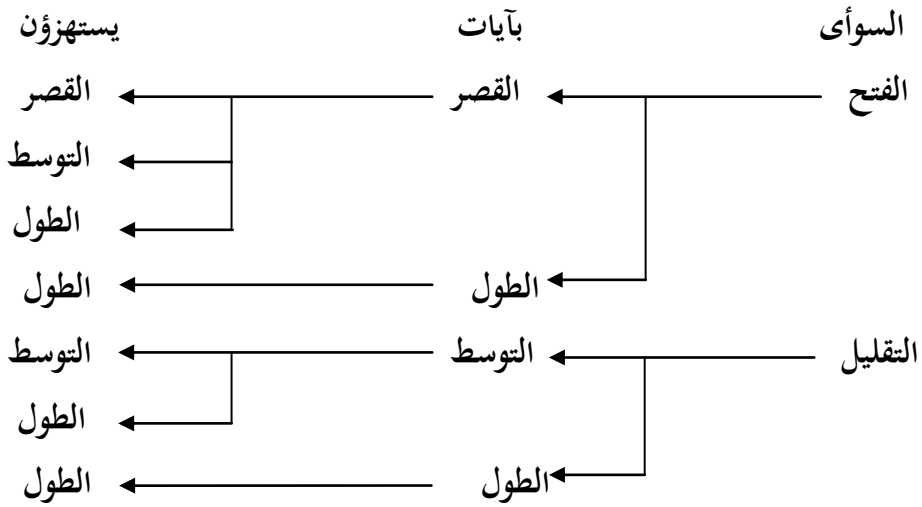 السوأى بآيات يستهزؤن
الفتح القصر القصر
التوسط
الطول
الطول الطول
التقليل التوسط التوسط
الطول
الطول الطول